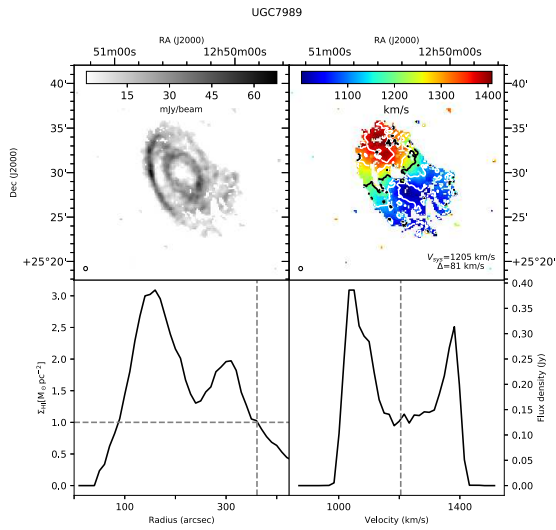 UGC7989
RA (J2000)
RA (J2000)
51m00s
12h50m00s
51m00s
12h50m00s
40'
35'
30'
25'
+25°20'
Dec (J2000)
15
30
45
60
mJy/beam
1100
1200
1300
1400
km/s
40'
35'
30'
25'
+25°20'
V_sys=1205 km/s
Δ=81 km/s
3.0
2.5
2.0
1.5
1.0
0.5
0.0
Σ_HI[M_⊙pc⁻²]
100
300
Radius (arcsec)
1000
1400
Velocity (km/s)
0.40
0.35
0.30
0.25
0.20
0.15
0.10
0.05
0.00
Flux density (Jy)